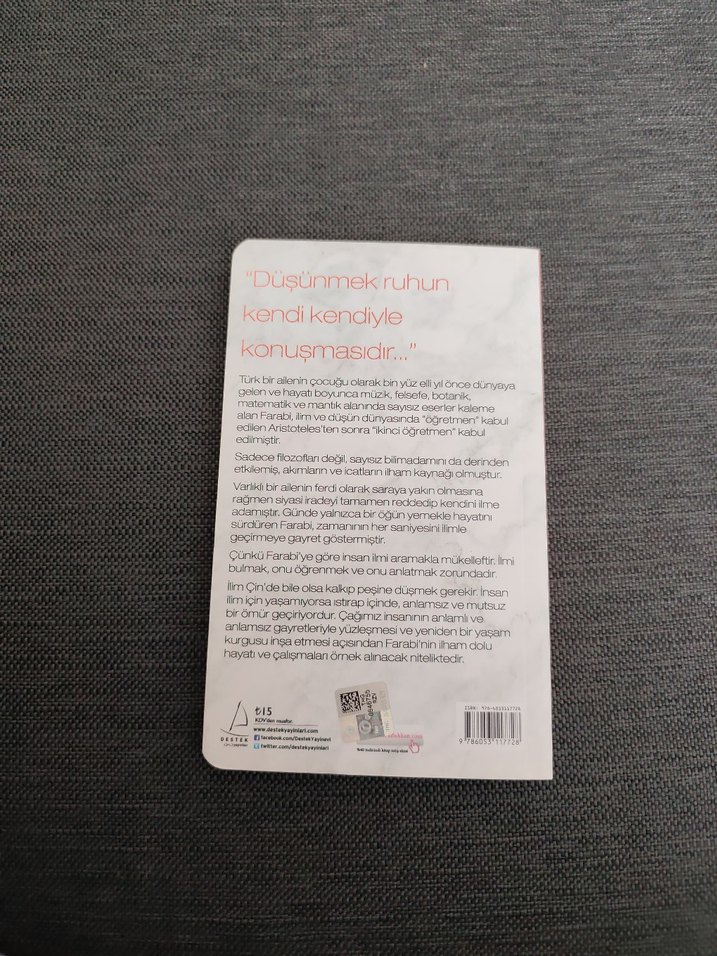 “Düşünmek ruhun
kendi kendiyle
konuşmasıdır...”
Türk bir ailenin çocuğu olarak bin yüz elli yıl önce dünyaya
gelen ve hayatı boyunca müzik, felsefe, botanik,
matematik ve mantık alanında sayısız eserler kaleme
alan Farabi, ilim ve düşün dünyasında “öğretmen” kabul
edilen Aristoteles’ten sonra “ikinci öğretmen” kabul
edilmiştir.
Sadece filozofları değil, sayısız bilimadamını da derinden
etkilemiş, akımların ve icatların ilham kaynağı olmuştur.
Varlıklı bir ailenin ferdi olarak saraya yakın olmasına
rağmen siyasi iradeyi tamamen reddedip kendini ilme
adamıştır. Günde yalnızca bir öğün yemekle hayatını
sürdüren Farabi, zamanının her saniyesini ilimle
geçirmeye gayret göstermiştir.
Çünkü Farabi’ye göre insan ilmi aramakla mükelleftir. İlmi
bulmak, onu öğrenmek ve onu anlatmak zorundadır.
İlim Çin’de bile olsa kalkıp peşine düşmek gerekir. İnsan
ilim için yaşamıyorsa ıstırap içinde, anlamsız ve mutsuz
bir ömür geçiriyordur. Çağımız insanının anlamlı ve
anlamsız gayretleriyle yüzleşmesi ve yeniden bir yaşam
kurgusu inşa etmesi açısından Farabi’nin ilham dolu
hayatı ve çalışmaları örnek alınacak niteliktedir.
₺15
KDV’den muaftır.
DESTEK
www.destekyayinlari.com
facebook.com/DestekYayinevi
twitter.com/destekyayinlari
ISBN: 978-6053117728
9 786053 117728